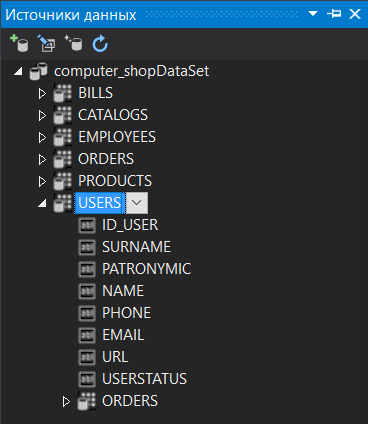 Источники данных
computer_shopDataSet
BILLS
CATALOGS
EMPLOYEES
ORDERS
PRODUCTS
USERS
ID_USER
SURNAME
PATRONYMIC
NAME
PHONE
EMAIL
URL
USERSTATUS
ORDERS